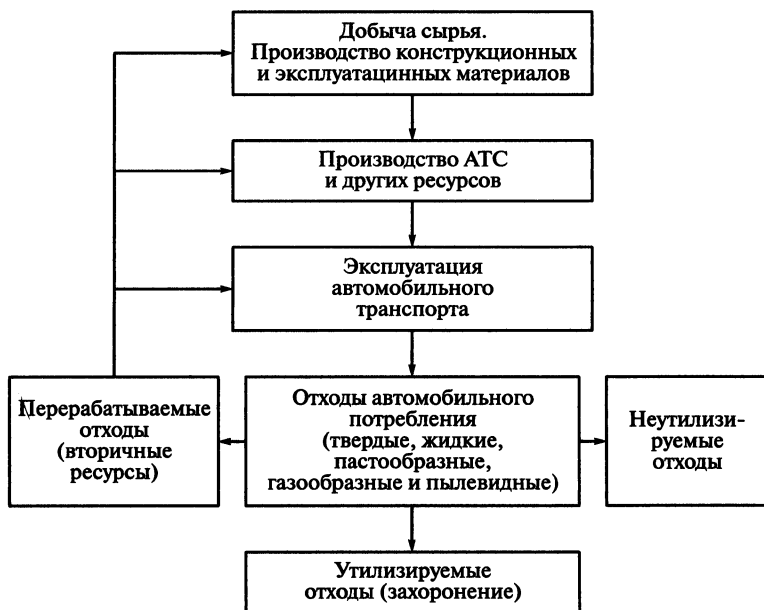 Добыча сырья.
Производство конструкционных
и эксплуатацинных материалов
Производство АТС
и других ресурсов
Эксплуатация
автомобильного
транспорта
Перерабатываемые
отходы
(вторичные
ресурсы)
Отходы автомобильного
потребления
(твердые, жидкие,
пастообразные,
газообразные и пылевидные)
Неутилизи-
руемые
отходы
Утилизируемые
отходы (захоронение)